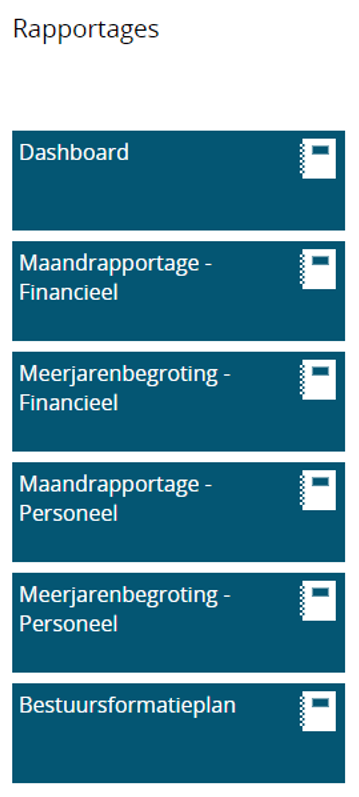 Rapportages
Dashboard
Maandrapportage -
Financieel
Meerjarenbegroting -
Financieel
Maandrapportage -
Personeel
Meerjarenbegroting -
Personeel
Bestuursformatieplan